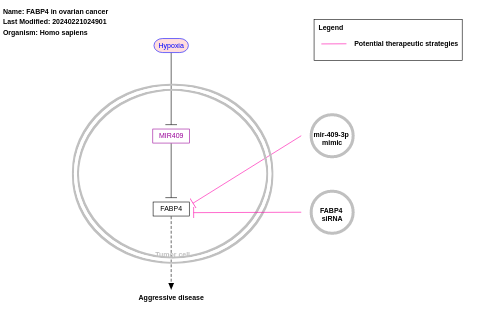 Name: FABP4 in ovarian cancer
Last Modified: 20240221024901
Organism: Homo sapiens
Legend
Potential therapeutic strategies
Hypoxia
MIR409
mir-409-3p
mimic
FABP4
FABP4
siRNA
Tumor cell
Aggressive disease